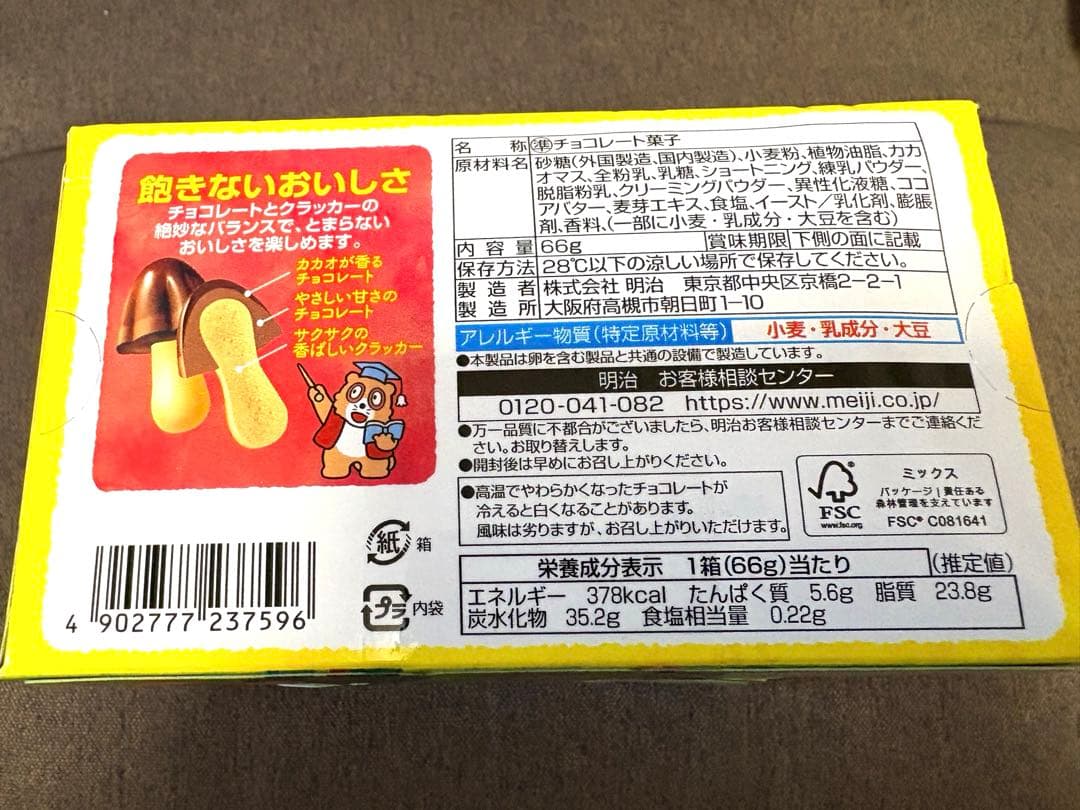 飽きないおいしさ
チョコレートとクラッカーの
絶妙なバランスで、とまらない
おいしさを楽しめます。
カカオが香る
チョコレート
やさしい甘さの
チョコレート
サクサクの
香ばしいクラッカー
4 902777 237596
紙 箱
プラ 内袋
名 称 準チョコレート菓子
原材料名 砂糖(外国製造、国内製造)、小麦粉、植物油脂、カカ
オマス、全粉乳、乳糖、ショートニング、練乳パウダー、
脱脂粉乳、クリーミングパウダー、異性化液糖、ココ
アバター、麦芽エキス、食塩、イースト/乳化剤、膨脹
剤、香料、(一部に小麦・乳成分・大豆を含む)
内容量 66g 賞味期限 下側の面に記載
保存方法 28℃以下の涼しい場所で保存してください。
製造者 株式会社 明治 東京都中央区京橋2-2-1
製造所 大阪府高槻市朝日町1-10
アレルギー物質(特定原材料等) 小麦・乳成分・大豆
●本製品は卵を含む製品と共通の設備で製造しています。
明治 お客様相談センター
0120-041-082 https://www.meiji.co.jp/
●万一品質に不都合がございましたら、明治お客様相談センターまでご連絡くだ
さい。お取り替えします。
●開封後は早めにお召し上がりください。
●高温でやわらかくなったチョコレートが
冷えると白くなることがあります。
風味は劣りますが、お召し上がりいただけます。
FSC
www.fsc.org
ミックス
パッケージ|責任ある
森林管理を支えています
FSC® C081641
栄養成分表示 1箱(66g)当たり (推定値)
エネルギー 378kcal たんぱく質 5.6g 脂質 23.8g
炭水化物 35.2g 食塩相当量 0.22g